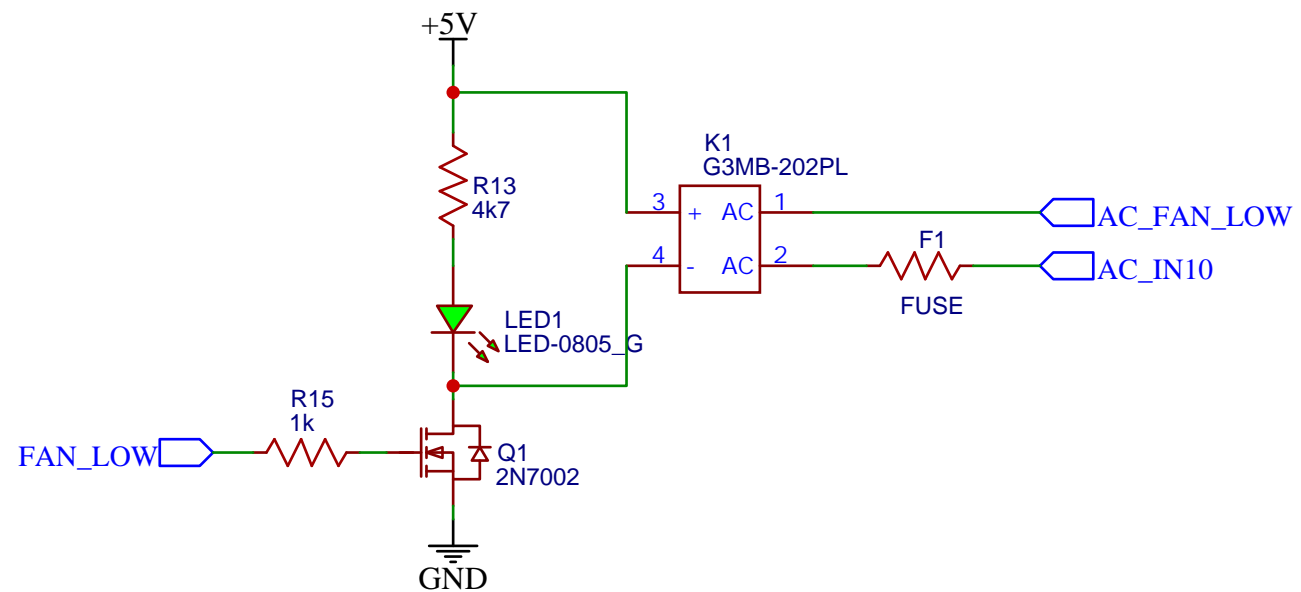 +5V
K1
G3MB-202PL
R13
4k7
3
+
AC
1
AC_FAN_LOW
F1
4
-
AC
2
AC_IN10
FUSE
LED1
LED-0805_G
R15
1k
FAN_LOW
Q1
2N7002
GND